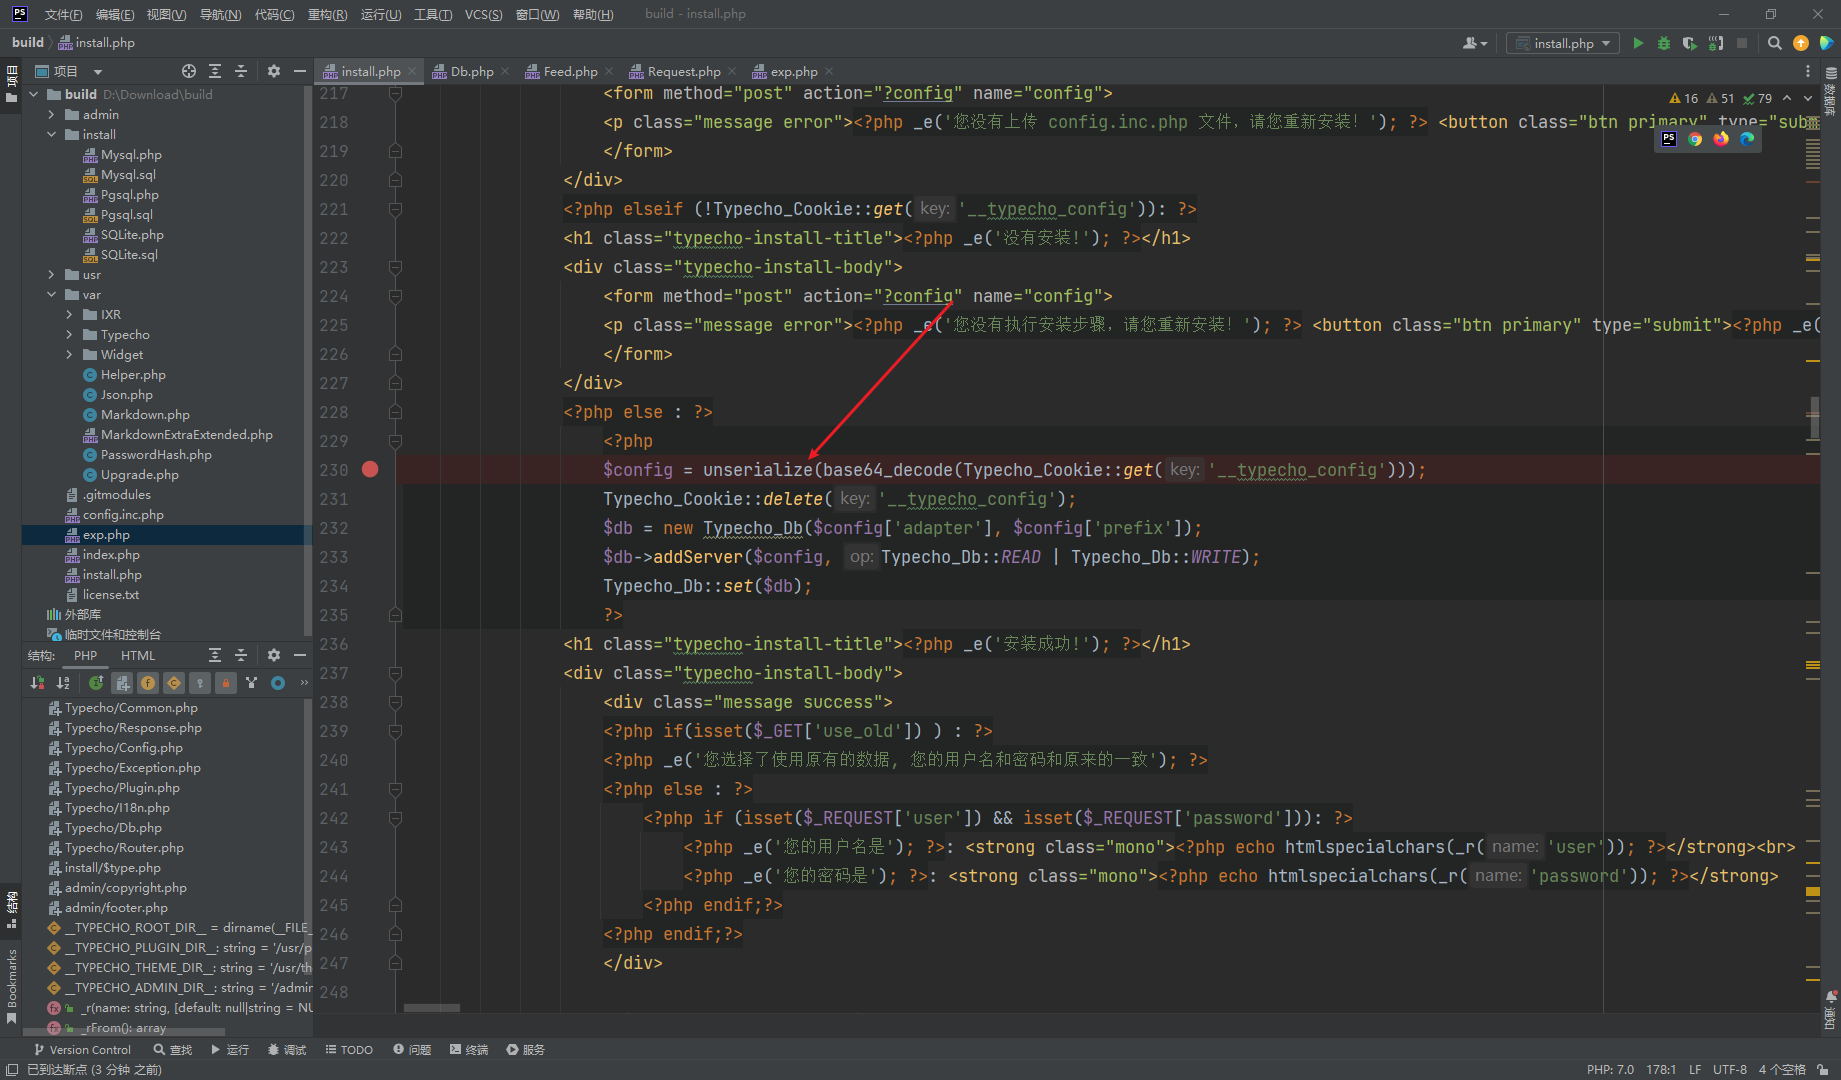 PS 文件(F) 编辑(E) 视图(V) 导航(N) 代码(C) 重构(R) 运行(U) 工具(T) VCS(S) 窗口(W) 帮助(H) build - install.php
build install.php
install.php
项目
项目
install.php
Db.php
Feed.php
Request.php
exp.php
数据库
build D:\Download\build
admin
install
Mysql.php
Mysql.sql
Pgsql.php
Pgsql.sql
SQLite.php
SQLite.sql
usr
var
IXR
Typecho
Widget
Helper.php
Json.php
Markdown.php
MarkdownExtraExtended.php
PasswordHash.php
Upgrade.php
.gitmodules
config.inc.php
exp.php
index.php
install.php
license.txt
外部库
临时文件和控制台
结构: PHP HTML
Typecho/Common.php
Typecho/Response.php
Typecho/Config.php
Typecho/Exception.php
Typecho/Plugin.php
Typecho/I18n.php
Typecho/Db.php
Typecho/Router.php
install/$type.php
admin/copyright.php
admin/footer.php
__TYPECHO_ROOT_DIR__ = dirname(__FILE_
__TYPECHO_PLUGIN_DIR__: string = '/usr/p
__TYPECHO_THEME_DIR__: string = '/usr/th
__TYPECHO_ADMIN_DIR__: string = '/admin
_r(name: string, [default: null|string = NU
_rFrom(): array
结构
Bookmarks
16 51 79
217 <form method="post" action="?config" name="config">
218 <p class="message error"><?php _e('您没有上传 config.inc.php 文件，请您重新安装！'); ?> <button class="btn primary" type="subm
219 </form>
220 </div>
221 <?php elseif (!Typecho_Cookie::get( key: '__typecho_config')): ?>
222 <h1 class="typecho-install-title"><?php _e('没有安装!'); ?></h1>
223 <div class="typecho-install-body">
224 <form method="post" action="?config" name="config">
225 <p class="message error"><?php _e('您没有执行安装步骤，请您重新安装！'); ?> <button class="btn primary" type="submit"><?php _e(
226 </form>
227 </div>
228 <?php else : ?>
229 <?php
230 $config = unserialize(base64_decode(Typecho_Cookie::get( key: '__typecho_config')));
231 Typecho_Cookie::delete( key: '__typecho_config');
232 $db = new Typecho_Db($config['adapter'], $config['prefix']);
233 $db->addServer($config, op: Typecho_Db::READ | Typecho_Db::WRITE);
234 Typecho_Db::set($db);
235 ?>
236 <h1 class="typecho-install-title"><?php _e('安装成功!'); ?></h1>
237 <div class="typecho-install-body">
238 <div class="message success">
239 <?php if(isset($_GET['use_old']) ) : ?>
240 <?php _e('您选择了使用原有的数据, 您的用户名和密码和原来的一致'); ?>
241 <?php else : ?>
242 <?php if (isset($_REQUEST['user']) && isset($_REQUEST['password'])): ?>
243 <?php _e('您的用户名是'); ?>: <strong class="mono"><?php echo htmlspecialchars(_r( name: 'user')); ?></strong><br>
244 <?php _e('您的密码是'); ?>: <strong class="mono"><?php echo htmlspecialchars(_r( name: 'password')); ?></strong>
245 <?php endif;?>
246 <?php endif;?>
247 </div>
248
通知
Version Control 查找 运行 调试 TODO 问题 终端 服务
已到达断点 (3 分钟 之前) PHP: 7.0 178:1 LF UTF-8 4 个空格